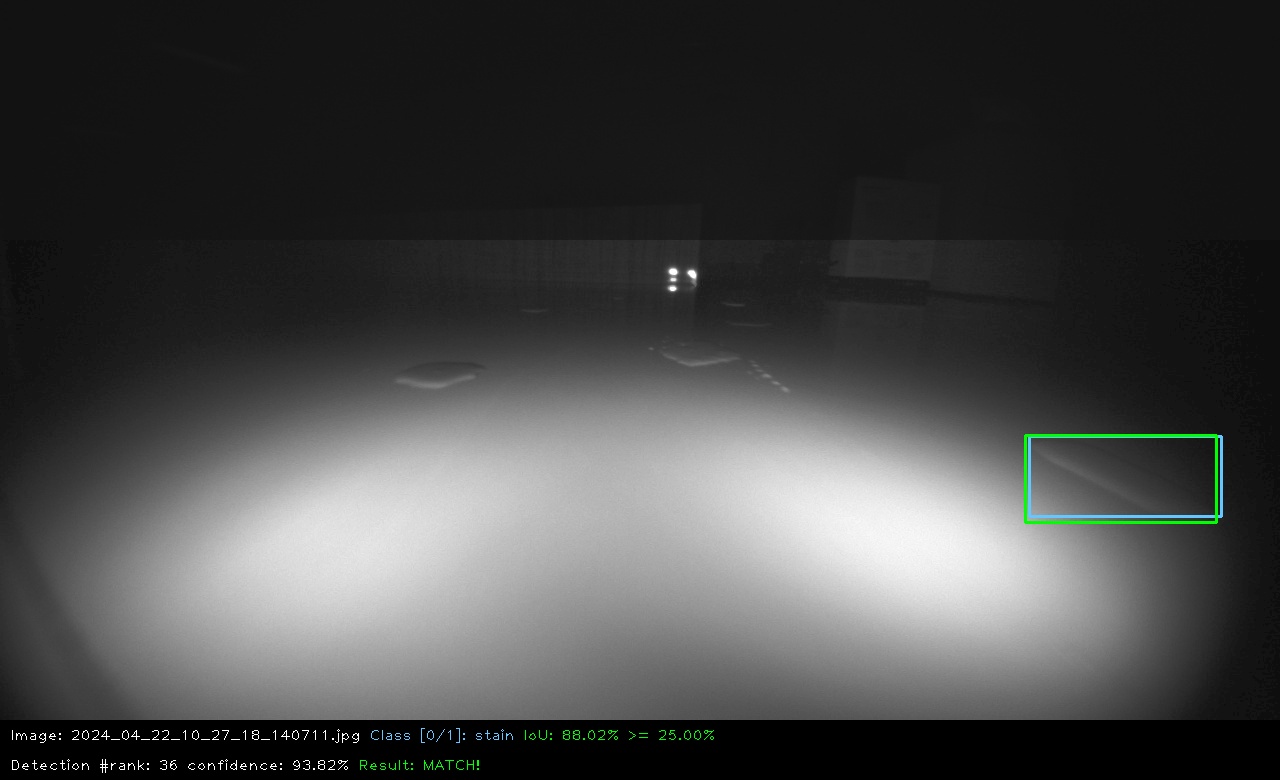 Image: 2024_04_22_10_27_18_140711.jpg Class [0/1]: stain IoU: 88.02% >= 25.00%
Detection #rank: 36 confidence: 93.82% Result: MATCH!